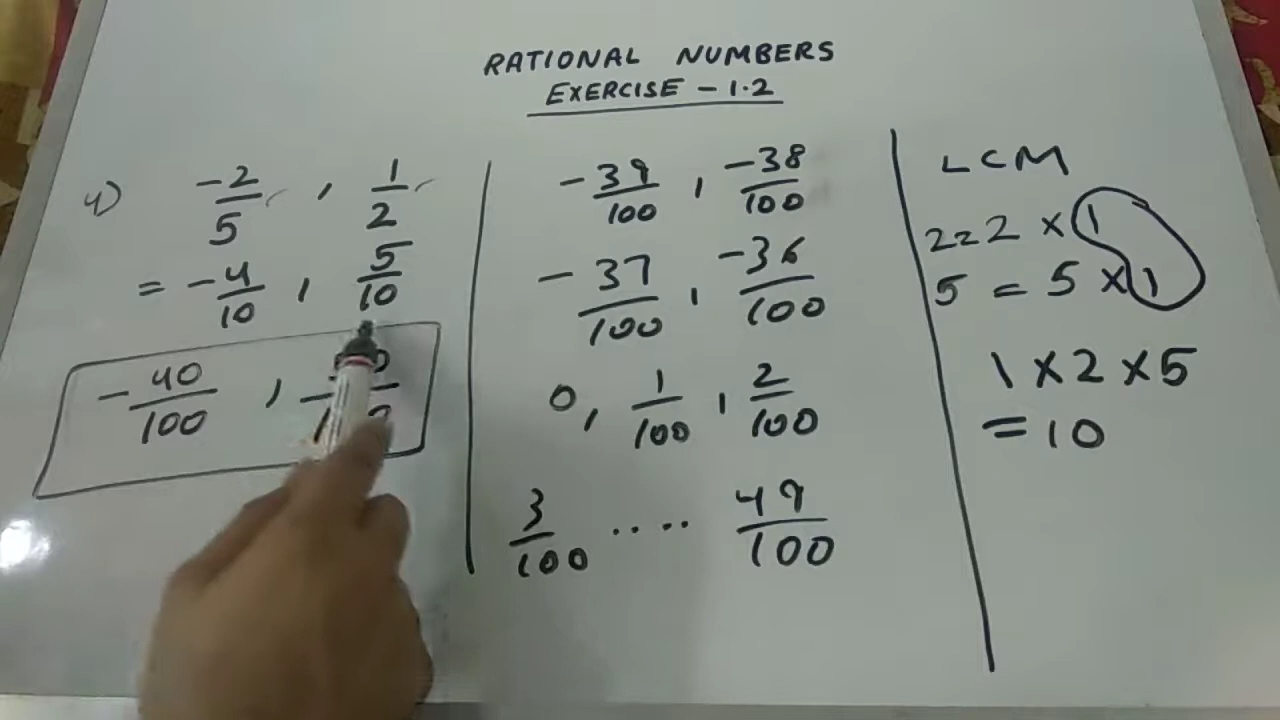 RATIONAL NUMBERS
EXERCISE - 1.2
4) -2/5 , 1/2
= -4/10 , 5/10
-40/100 ,
-39/100 , -38/100
-37/100 , -36/100
0, 1/100 , 2/100
3/100 .... 49/100
LCM
2=2 × 1
5 = 5 × 1
1 × 2 × 5
= 10